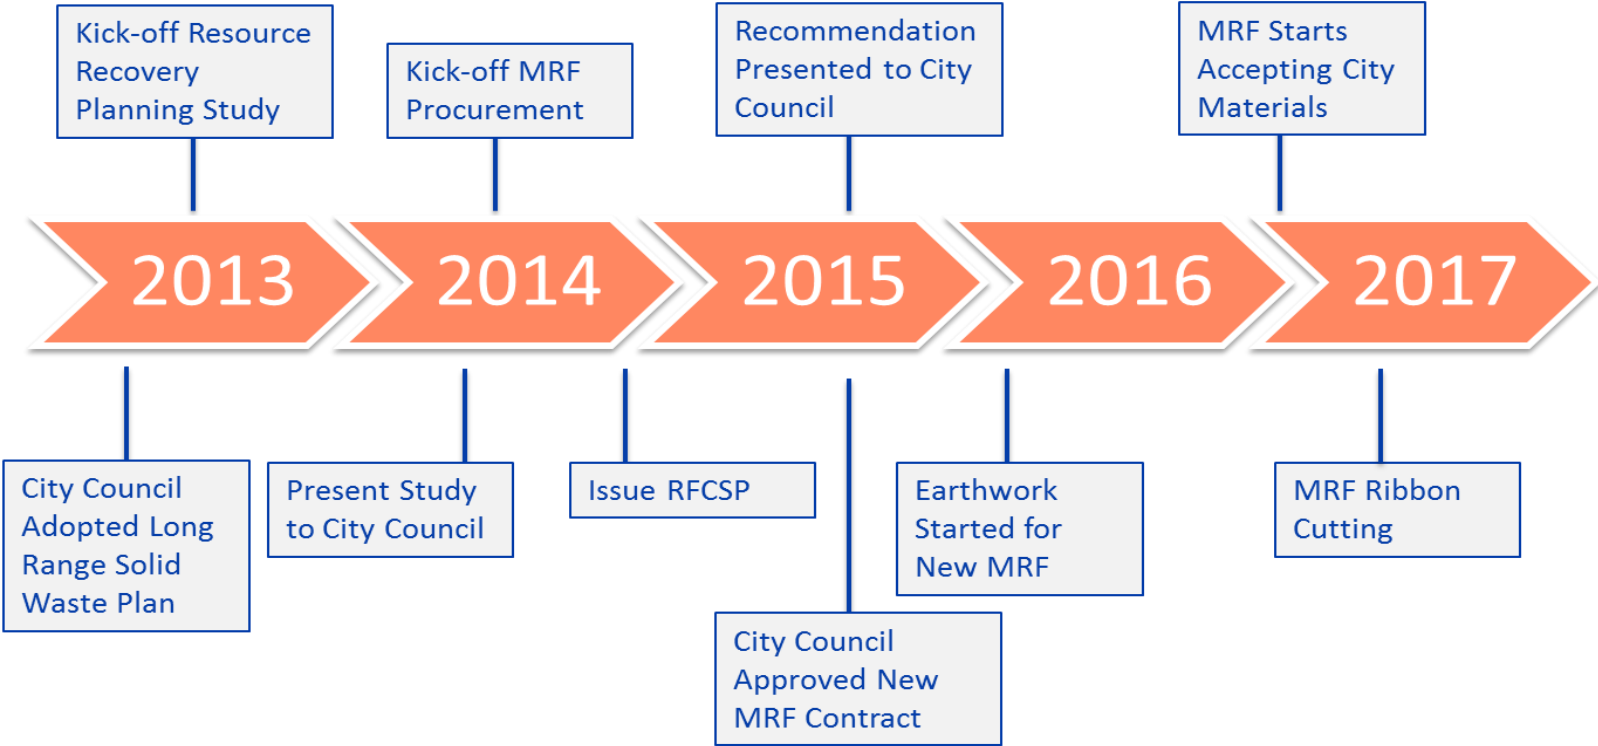 Kick-off Resource
Recovery
Planning Study
Kick-off MRF
Procurement
Recommendation
Presented to City
Council
MRF Starts
Accepting City
Materials
2013
2014
2015
2016
2017
City Council
Adopted Long
Range Solid
Waste Plan
Present Study
to City Council
Issue RFCSP
City Council
Approved New
MRF Contract
Earthwork
Started for
New MRF
MRF Ribbon
Cutting